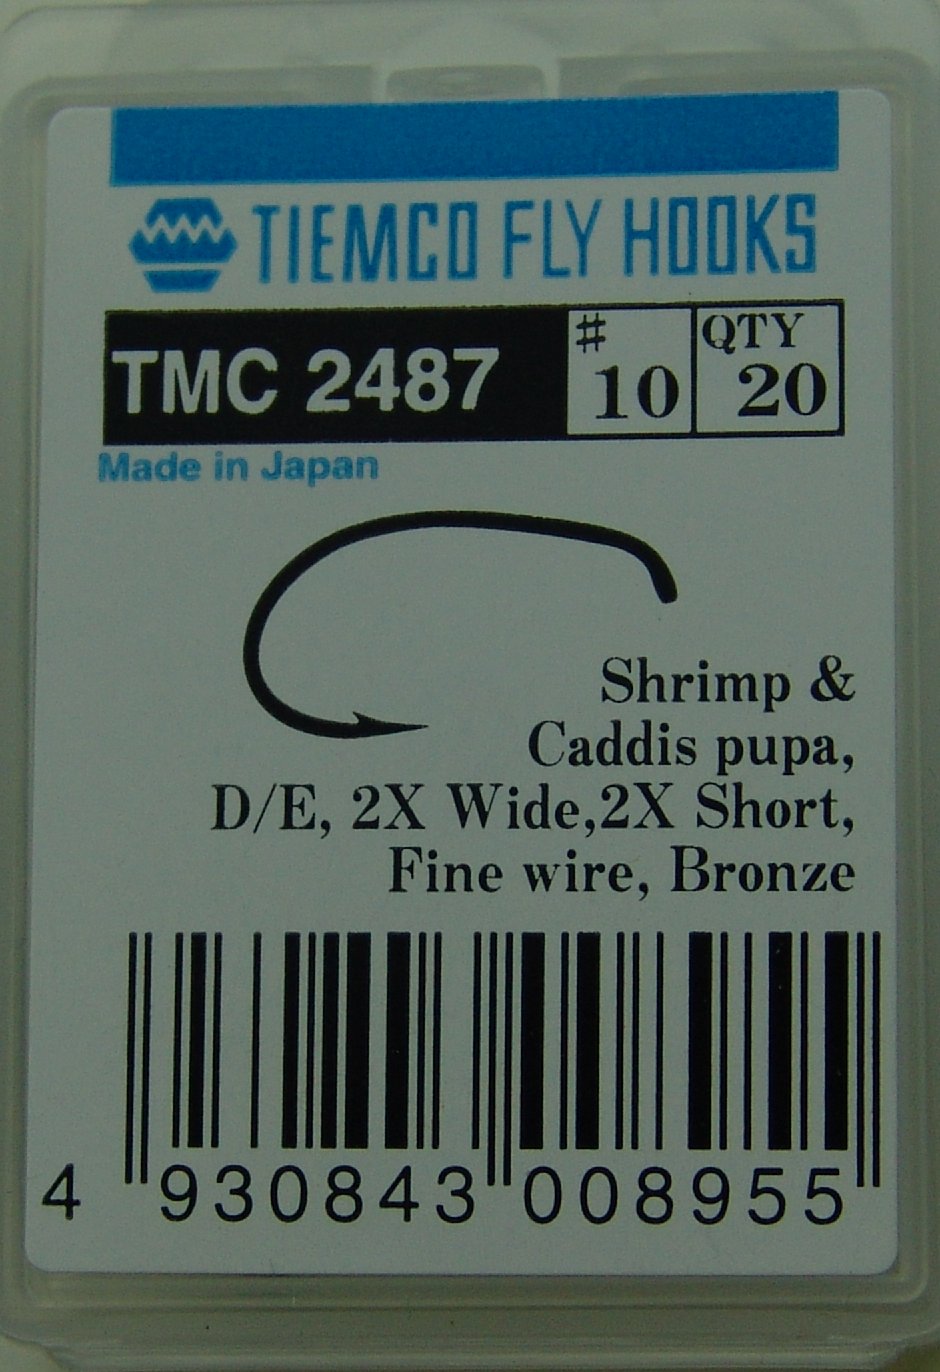 TIEMCO FLY HOOKS
TMC 2487 # 10 QTY 20
Made in Japan
Shrimp &
Caddis pupa,
D/E, 2X Wide,2X Short,
Fine wire, Bronze
4 930843 008955